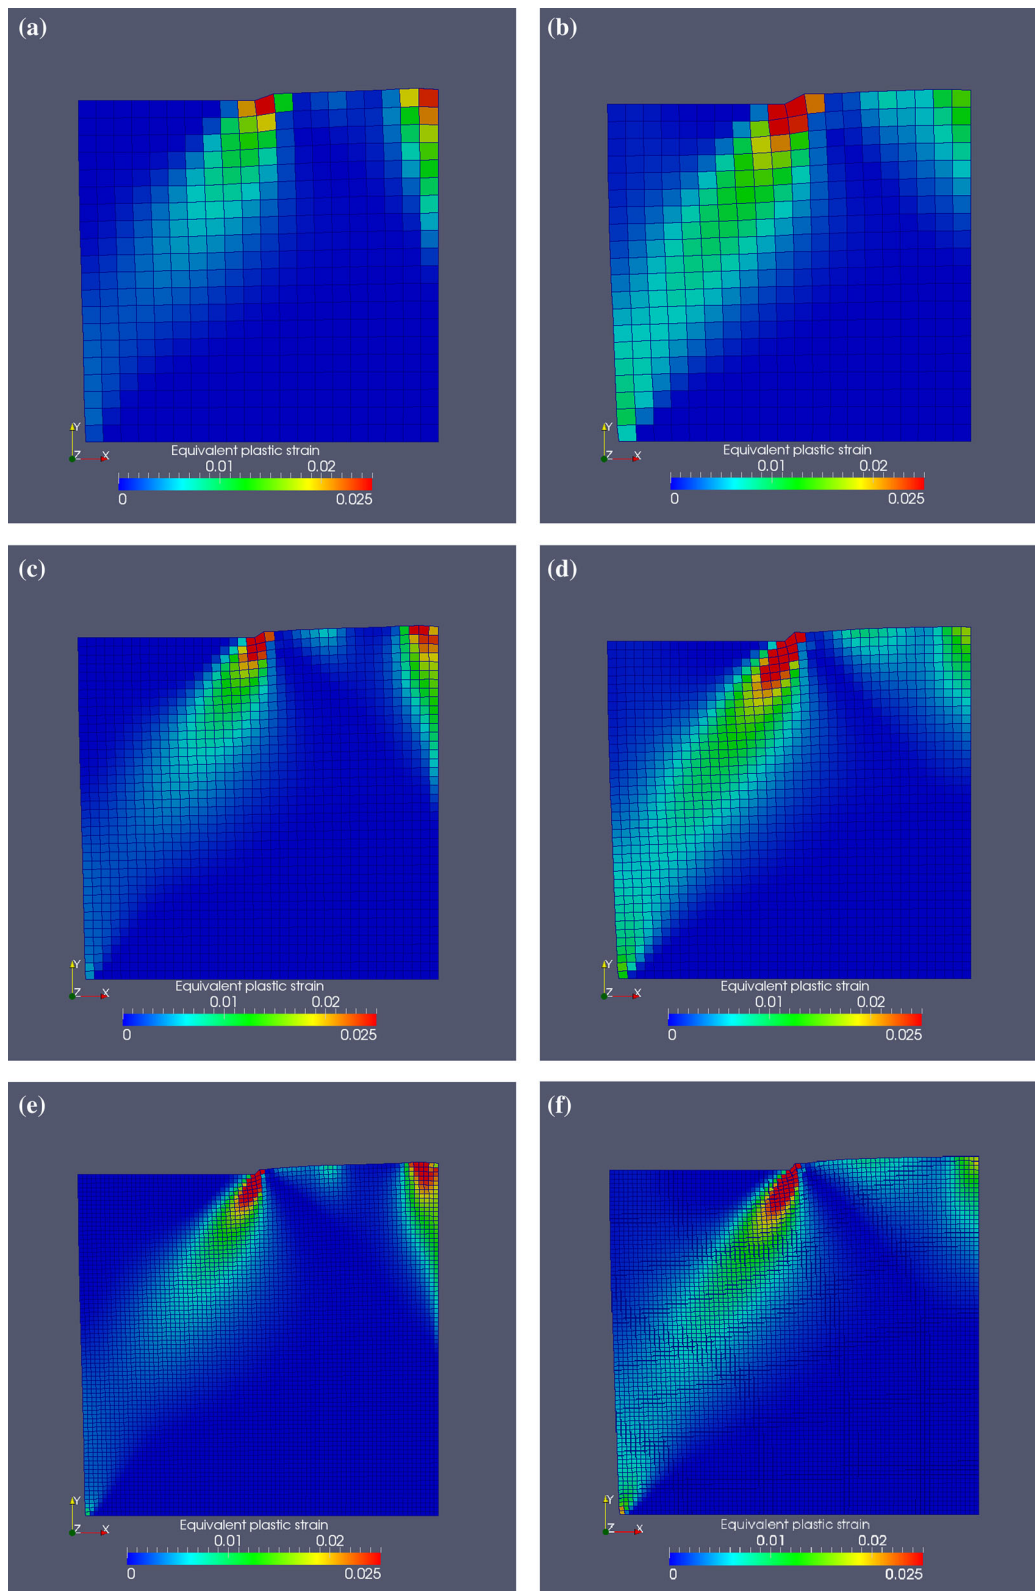 (a)
(b)
Y
Z X
Equivalent plastic strain
0.01 0.02
0 0.025
Y
Z X
Equivalent plastic strain
0.01 0.02
0 0.025
(c)
(d)
Y
Z X
Equivalent plastic strain
0.01 0.02
0 0.025
Y
Z X
Equivalent plastic strain
0.01 0.02
0 0.025
(e)
(f)
Y
Z X
Equivalent plastic strain
0.01 0.02
0 0.025
Y
Z X
Equivalent plastic strain
0.01 0.02
0 0.025